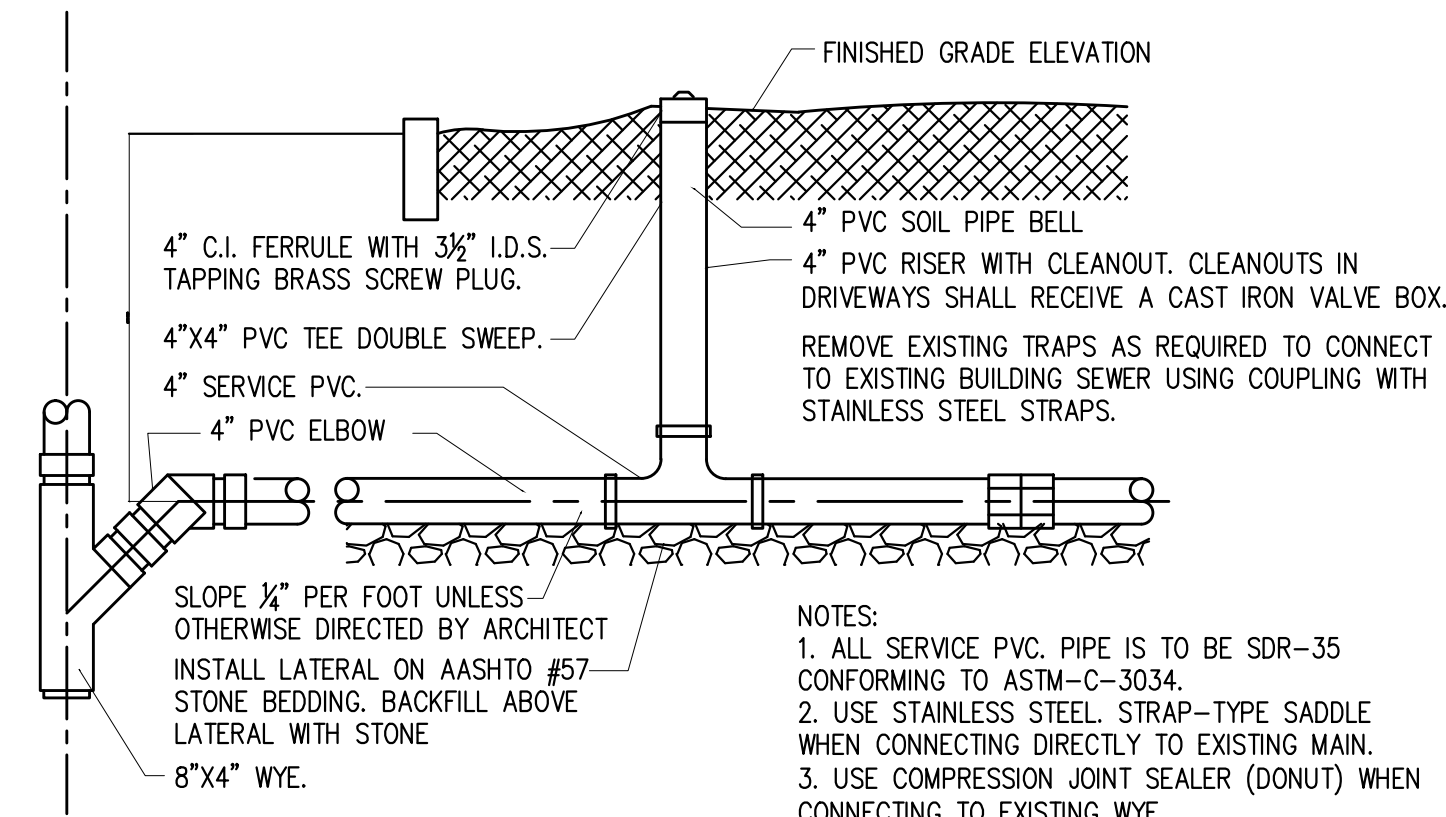 FINISHED GRADE ELEVATION
4" C.I. FERRULE WITH 3½" I.D.S.
TAPPING BRASS SCREW PLUG.
4"X4" PVC TEE DOUBLE SWEEP.
4" SERVICE PVC.
4" PVC ELBOW
4" PVC SOIL PIPE BELL
4" PVC RISER WITH CLEANOUT. CLEANOUTS IN
DRIVEWAYS SHALL RECEIVE A CAST IRON VALVE BOX.
REMOVE EXISTING TRAPS AS REQUIRED TO CONNECT
TO EXISTING BUILDING SEWER USING COUPLING WITH
STAINLESS STEEL STRAPS.
SLOPE ¼" PER FOOT UNLESS
OTHERWISE DIRECTED BY ARCHITECT
INSTALL LATERAL ON AASHTO #57
STONE BEDDING. BACKFILL ABOVE
LATERAL WITH STONE
8"X4" WYE.
NOTES:
1. ALL SERVICE PVC. PIPE IS TO BE SDR-35
CONFORMING TO ASTM-C-3034.
2. USE STAINLESS STEEL. STRAP-TYPE SADDLE
WHEN CONNECTING DIRECTLY TO EXISTING MAIN.
3. USE COMPRESSION JOINT SEALER (DONUT) WHEN
CONNECTING TO EXISTING WYE